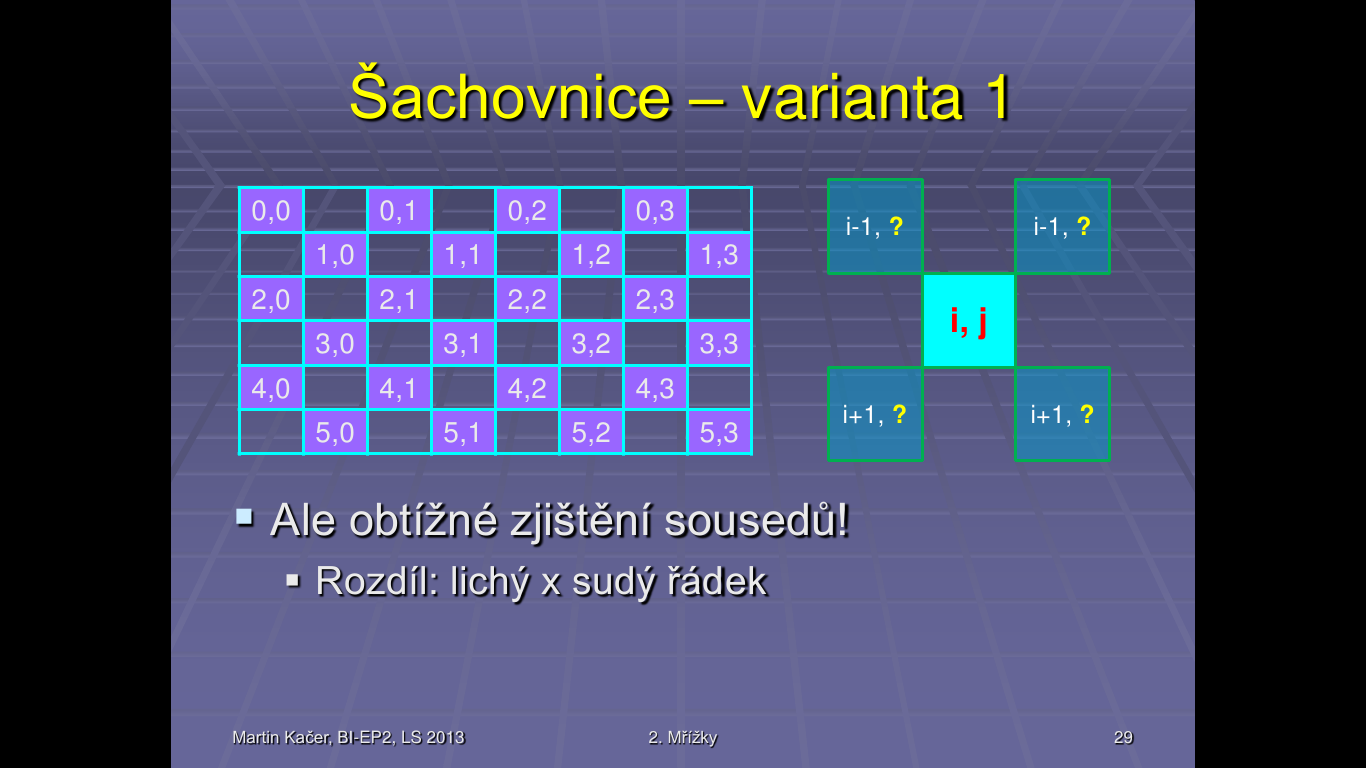 Šachovnice – varianta 1
0,0 0,1 0,2 0,3
1,0 1,1 1,2 1,3
2,0 2,1 2,2 2,3
3,0 3,1 3,2 3,3
4,0 4,1 4,2 4,3
5,0 5,1 5,2 5,3
i-1, ? i-1, ?
i, j
i+1, ? i+1, ?
Ale obtížné zjištění sousedů!
Rozdíl: lichý x sudý řádek
Martin Kačer, BI-EP2, LS 2013 2. Mřížky 29